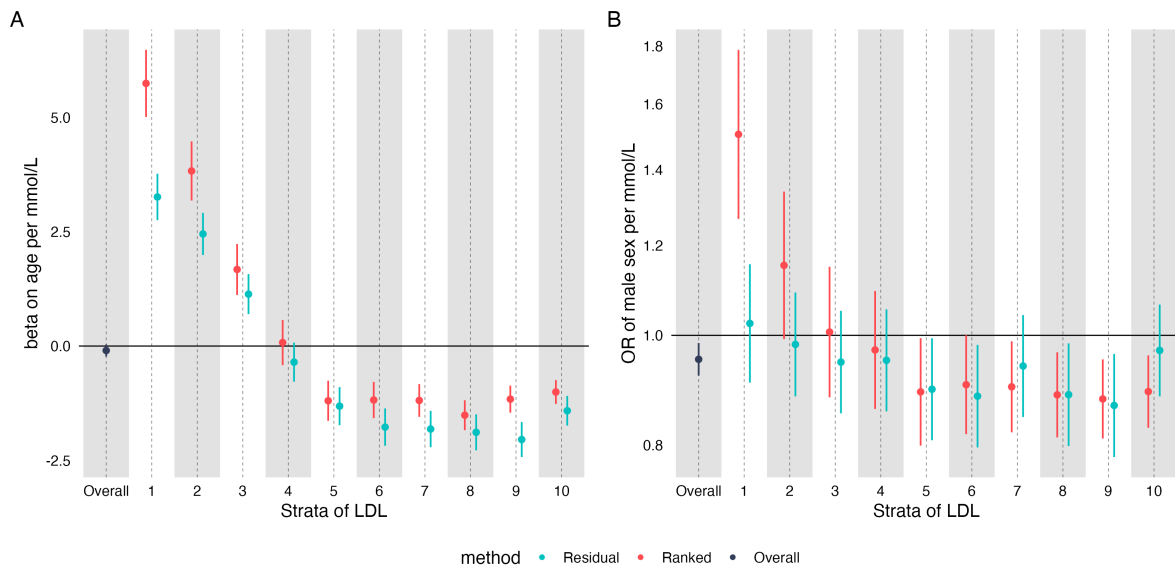 A
beta on age per mmol/L
5.0
2.5
0.0
-2.5
Overall 1 2 3 4 5 6 7 8 9 10
Strata of LDL
B
OR of male sex per mmol/L
1.8
1.6
1.4
1.2
1.0
0.8
Overall 1 2 3 4 5 6 7 8 9 10
Strata of LDL
method Residual Ranked Overall